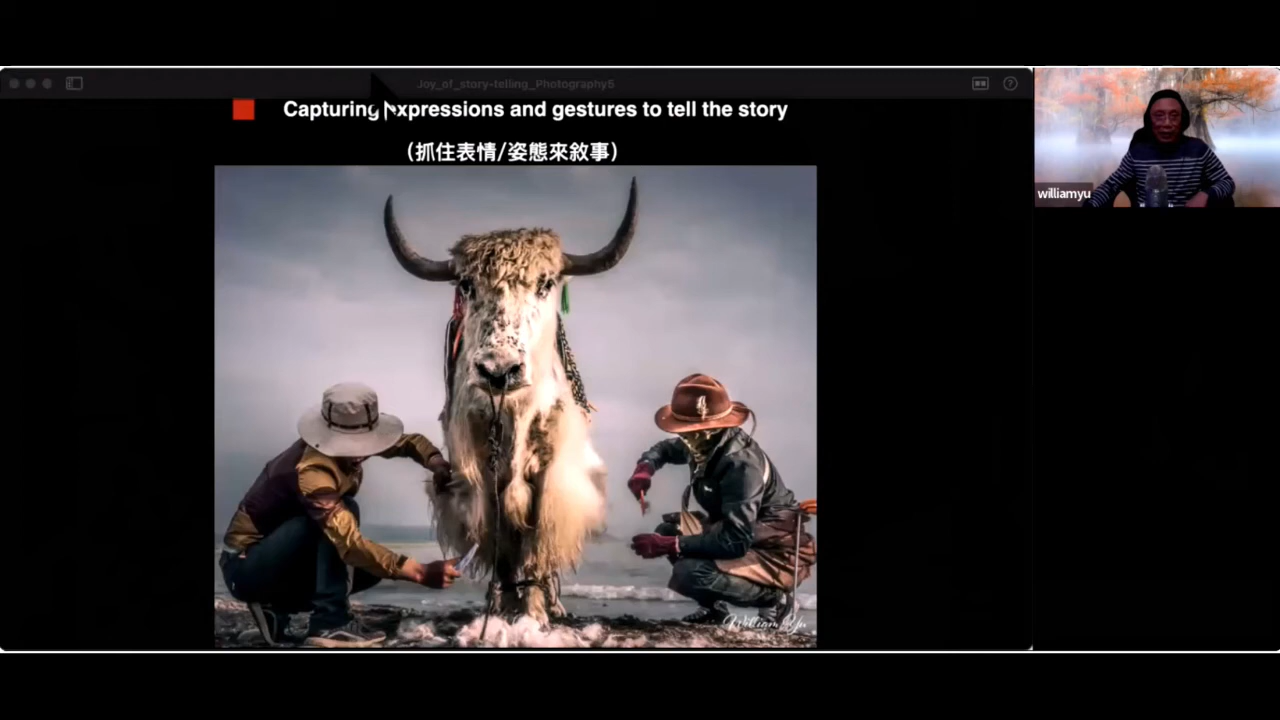 Joy_of_story-telling_Photography5
Capturing expressions and gestures to tell the story
(抓住表情/姿態來敘事)
williamyu
William Yu